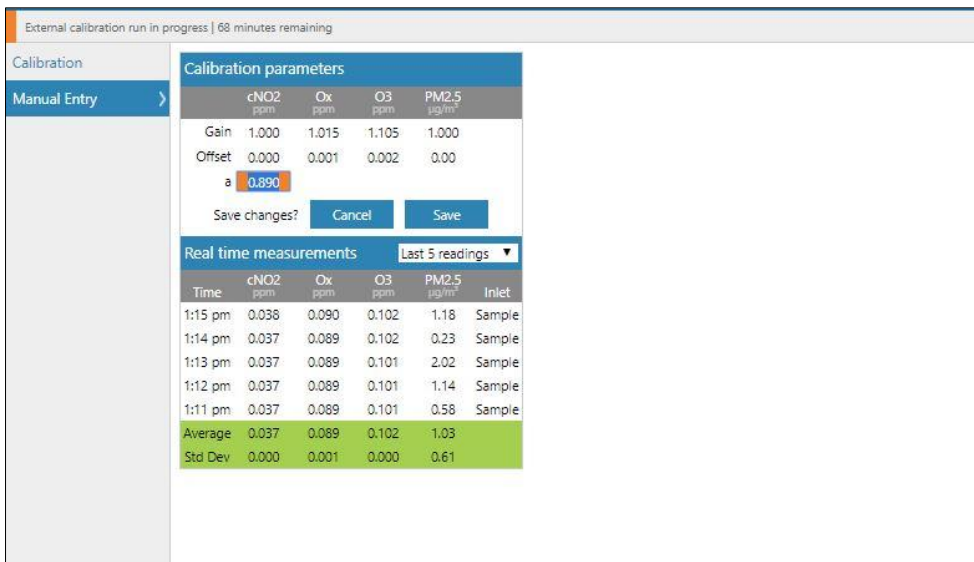 External calibration run in progress | 68 minutes remaining
Calibration
Manual Entry
Calibration parameters
cNO2 Ox O3 PM2.5
ppm ppm ppm µg/m³
Gain 1.000 1.015 1.105 1.000
Offset 0.000 0.001 0.002 0.00
a 0.890
Save changes? Cancel Save
Real time measurements Last 5 readings ▼
cNO2 Ox O3 PM2.5
Time ppm ppm ppm µg/m³ Inlet
1:15 pm 0.038 0.090 0.102 1.18 Sample
1:14 pm 0.037 0.089 0.102 0.23 Sample
1:13 pm 0.037 0.089 0.101 2.02 Sample
1:12 pm 0.037 0.089 0.101 1.14 Sample
1:11 pm 0.037 0.089 0.101 0.58 Sample
Average 0.037 0.089 0.102 1.03
Std Dev 0.000 0.001 0.000 0.61